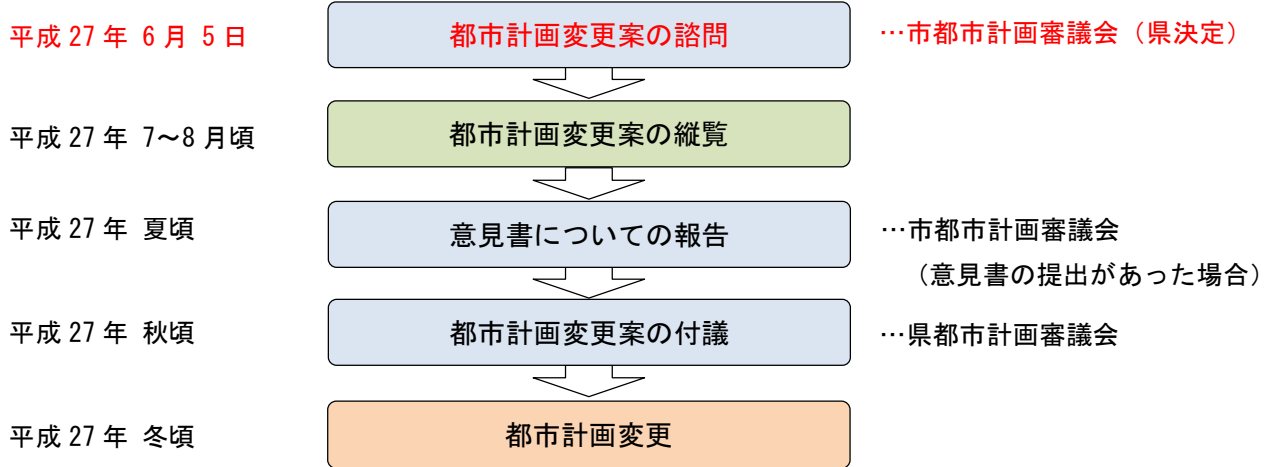 平成 27 年 6 月 5 日 都市計画変更案の諮問 …市都市計画審議会（県決定）
平成 27 年 7～8 月頃 都市計画変更案の縦覧
平成 27 年 夏頃 意見書についての報告 …市都市計画審議会
（意見書の提出があった場合）
平成 27 年 秋頃 都市計画変更案の付議 …県都市計画審議会
平成 27 年 冬頃 都市計画変更